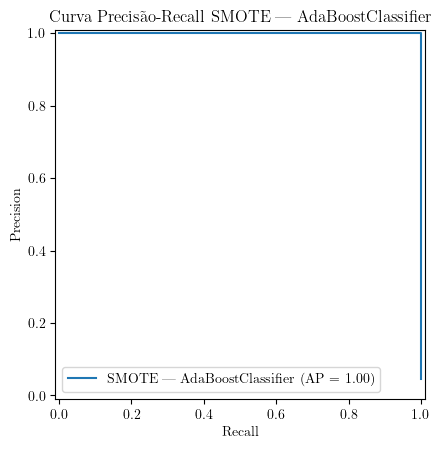 Curva Precisão-Recall SMOTE — AdaBoostClassifier
1.0
0.8
0.6
0.4
0.2
0.0
Precision
SMOTE — AdaBoostClassifier (AP = 1.00)
0.0 0.2 0.4 0.6 0.8 1.0
Recall